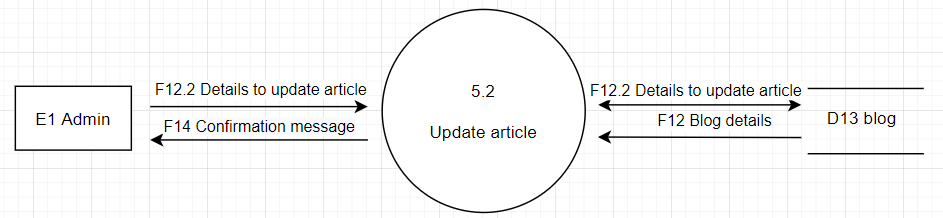 E1 Admin
F12.2 Details to update article
F14 Confirmation message
5.2
Update article
F12.2 Details to update article
F12 Blog details
D13 blog